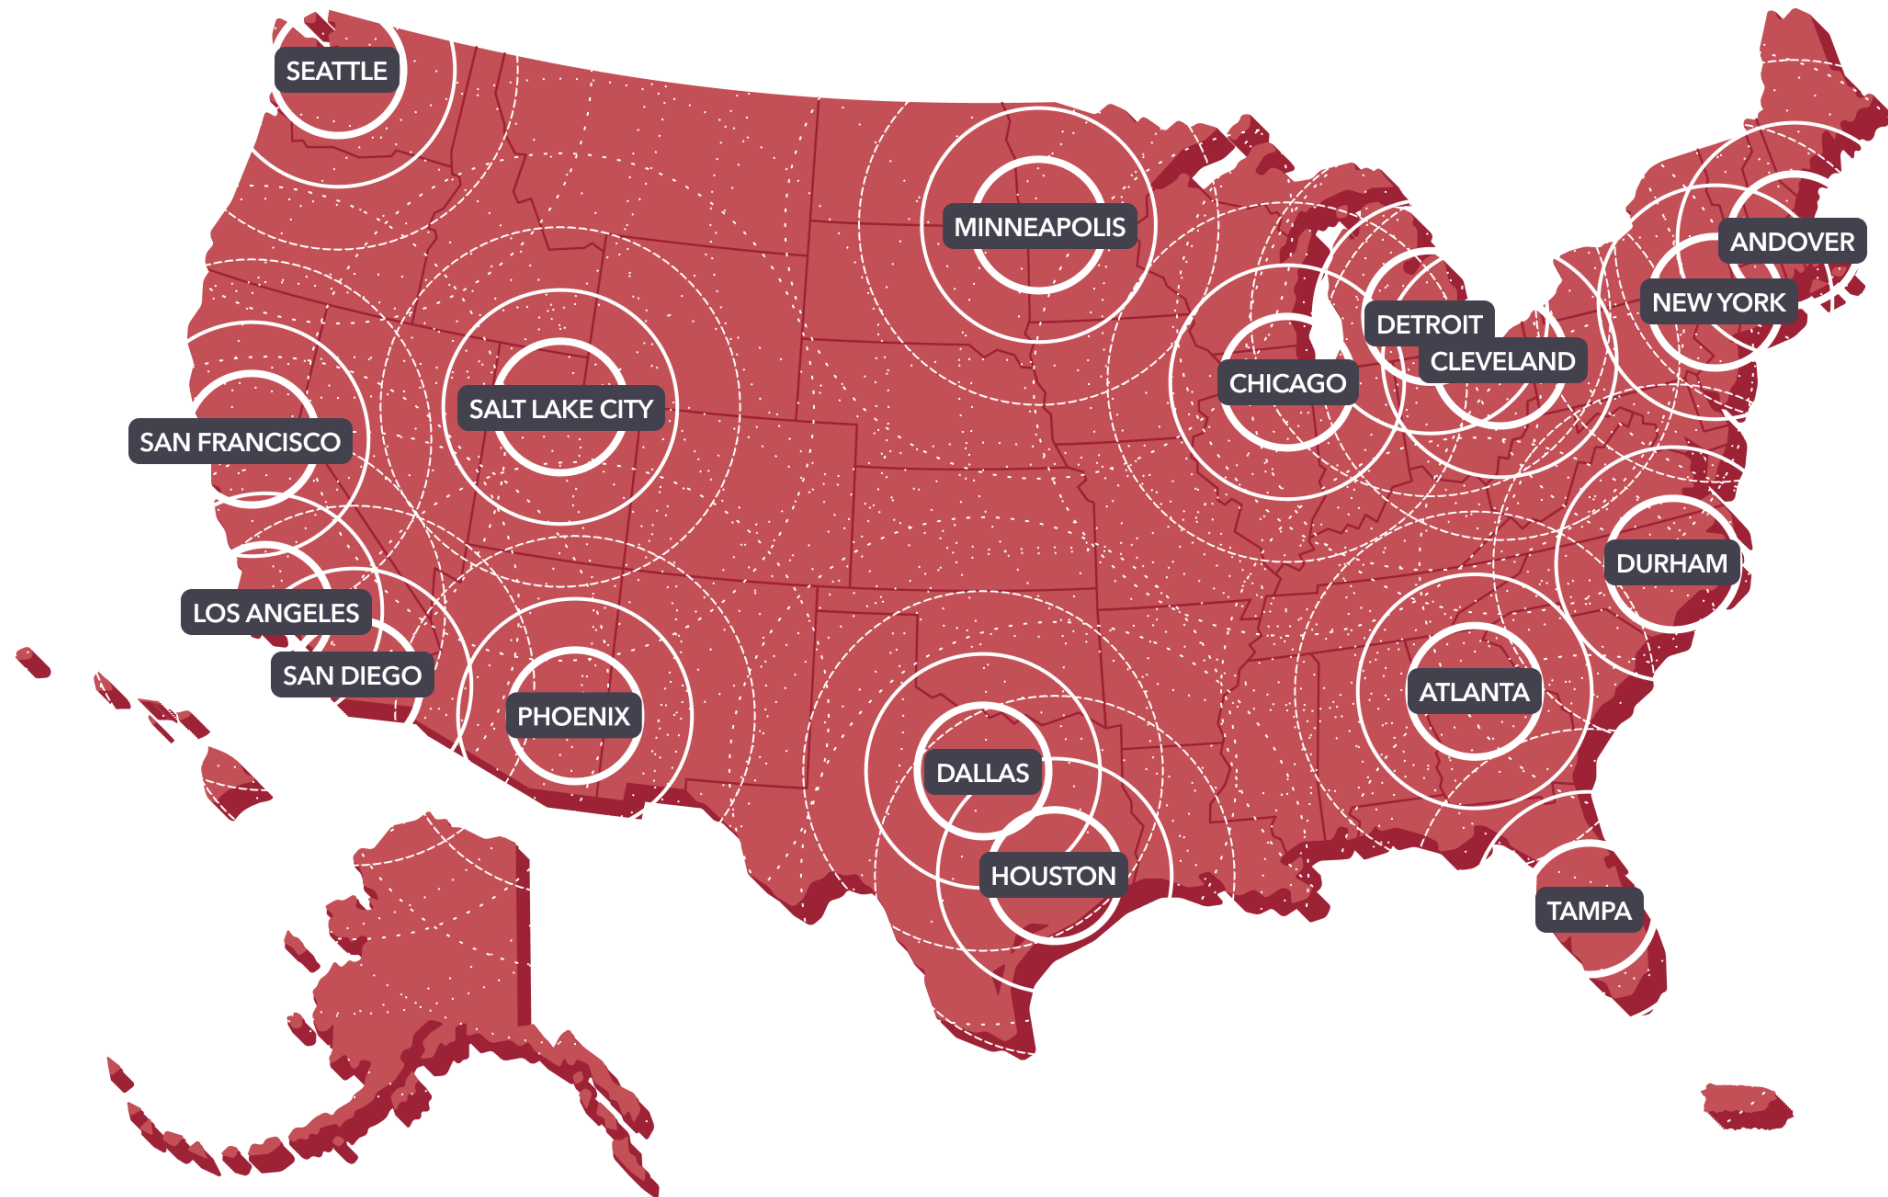 SEATTLE
MINNEAPOLIS
ANDOVER
NEW YORK
DETROIT
CLEVELAND
CHICAGO
SALT LAKE CITY
SAN FRANCISCO
DURHAM
LOS ANGELES
SAN DIEGO
ATLANTA
PHOENIX
DALLAS
HOUSTON
TAMPA